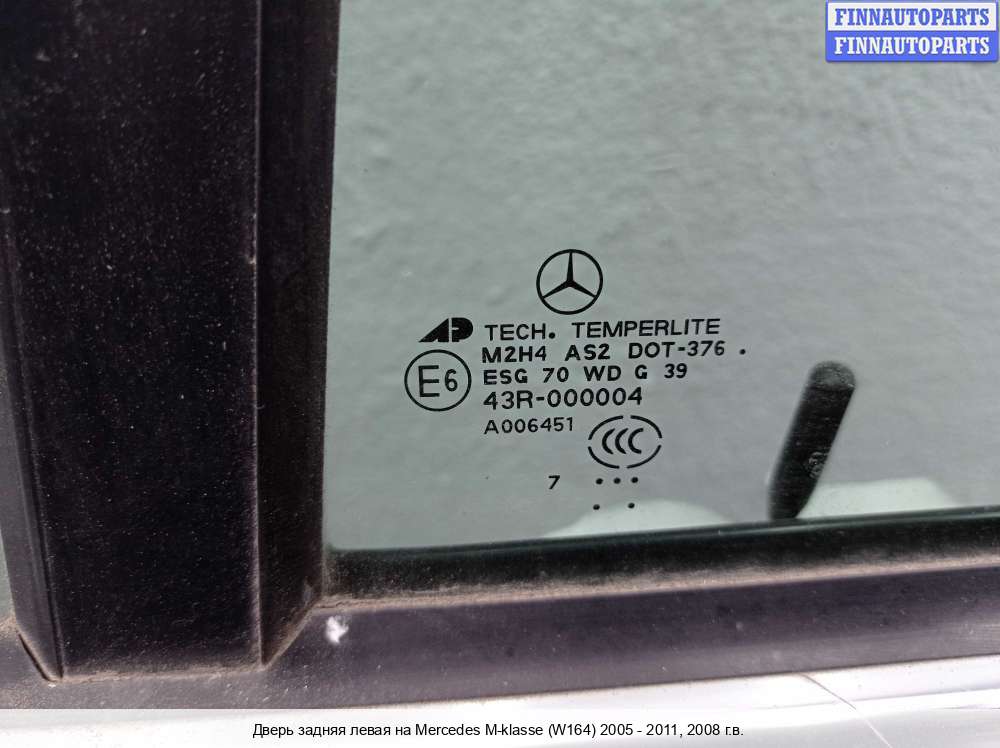 FINNAUTOPARTS
FINNAUTOPARTS
AP TECH. TEMPERLITE
M2H4 AS2 DOT-376 .
E6
ESG 70 WD G 39
43R-000004
A006451
CCC
7 • • •
• •
Дверь задняя левая на Mercedes M-klasse (W164) 2005 - 2011, 2008 г.в.